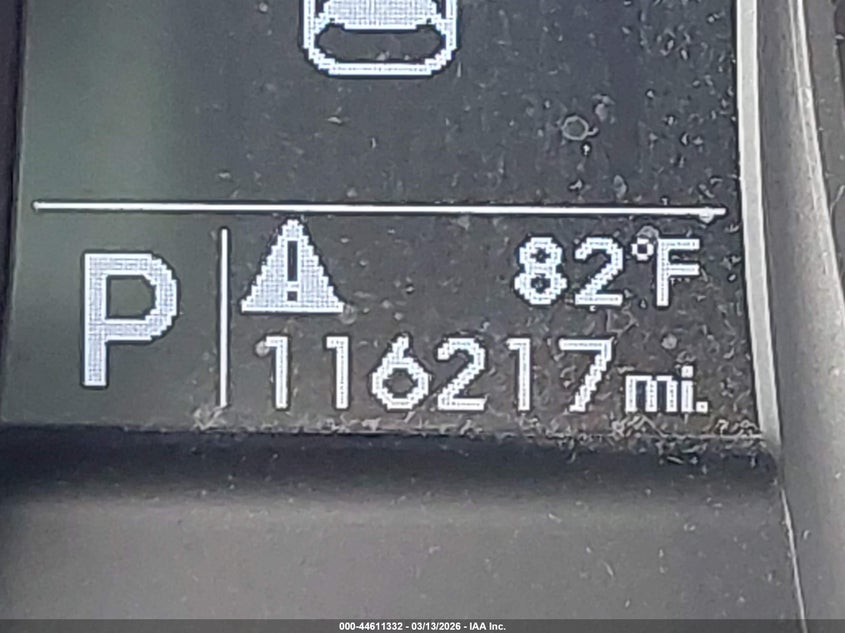 P
82°F
116217 mi.
000-44611332 - 03/13/2026 - IAA Inc.